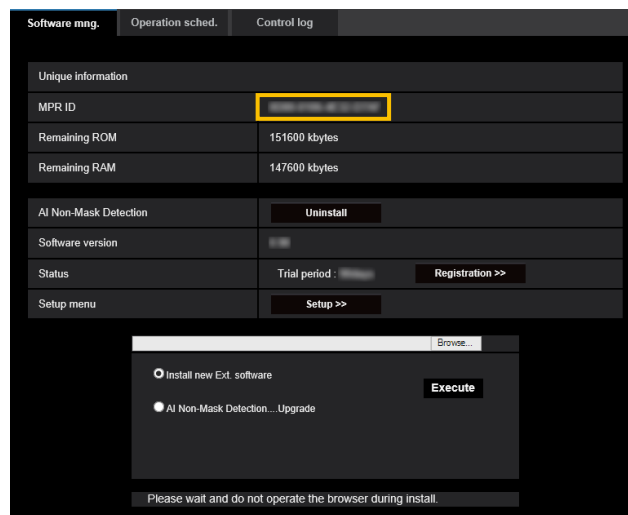 Software mng. Operation sched. Control log
Unique information
MPR ID
Remaining ROM 151600 kbytes
Remaining RAM 147600 kbytes
AI Non-Mask Detection Uninstall
Software version
Status Trial period : Registration >>
Setup menu Setup >>
Browse...
Install new Ext. software
Execute
AI Non-Mask Detection....Upgrade
Please wait and do not operate the browser during install.